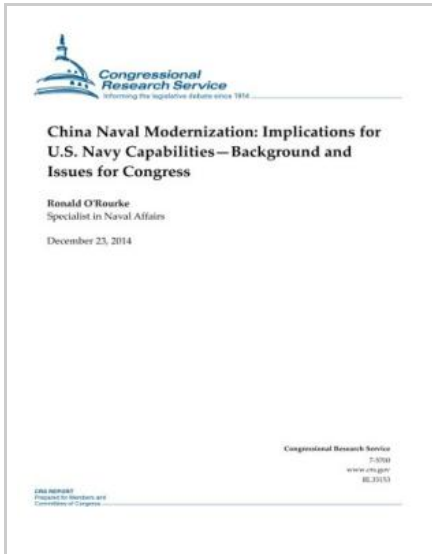 Congressional
Research Service
Informing the legislative debate since 1914
China Naval Modernization: Implications for
U.S. Navy Capabilities—Background and
Issues for Congress
Ronald O'Rourke
Specialist in Naval Affairs
December 23, 2014
Congressional Research Service
7-5700
www.crs.gov
RL33153
CRS REPORT
Prepared for Members and
Committees of Congress